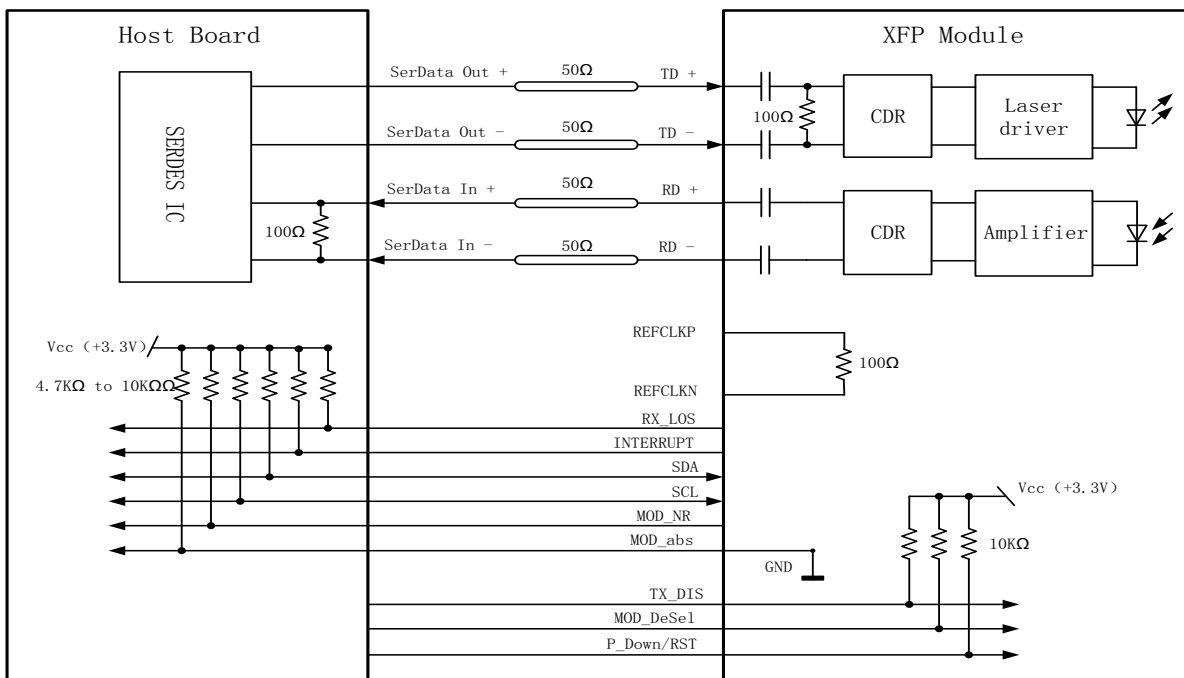 Host Board
XFP Module
SerData Out +
50Ω
TD +
SERDES IC
100Ω
CDR
Laser
driver
SerData Out −
50Ω
TD −
SerData In +
50Ω
RD +
100Ω
CDR
Amplifier
SerData In -
50Ω
RD −
Vcc (+3.3V)
REFCLKP
4.7KΩ to 10KΩΩ
100Ω
REFCLKN
RX_LOS
INTERRUPT
SDA
SCL
Vcc (+3.3V)
MOD_NR
MOD_abs
10KΩ
GND
TX_DIS
MOD_DeSel
P_Down/RST